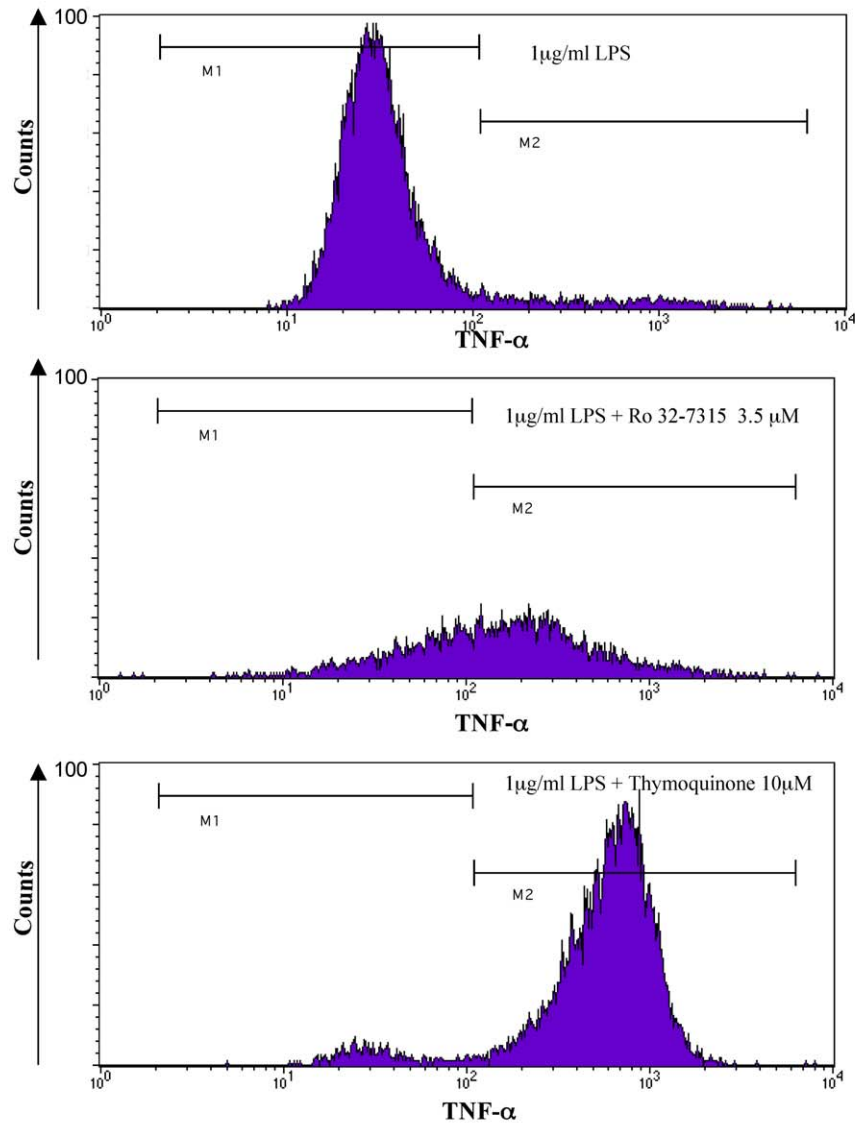 100
1μg/ml LPS
M1
M2
Counts
10^0 10^1 10^2 10^3 10^4
TNF-α
100
1μg/ml LPS + Ro 32-7315 3.5 μM
M1
M2
Counts
10^0 10^1 10^2 10^3 10^4
TNF-α
100
1μg/ml LPS + Thymoquinone 10μM
M1
M2
Counts
10^0 10^1 10^2 10^3 10^4
TNF-α